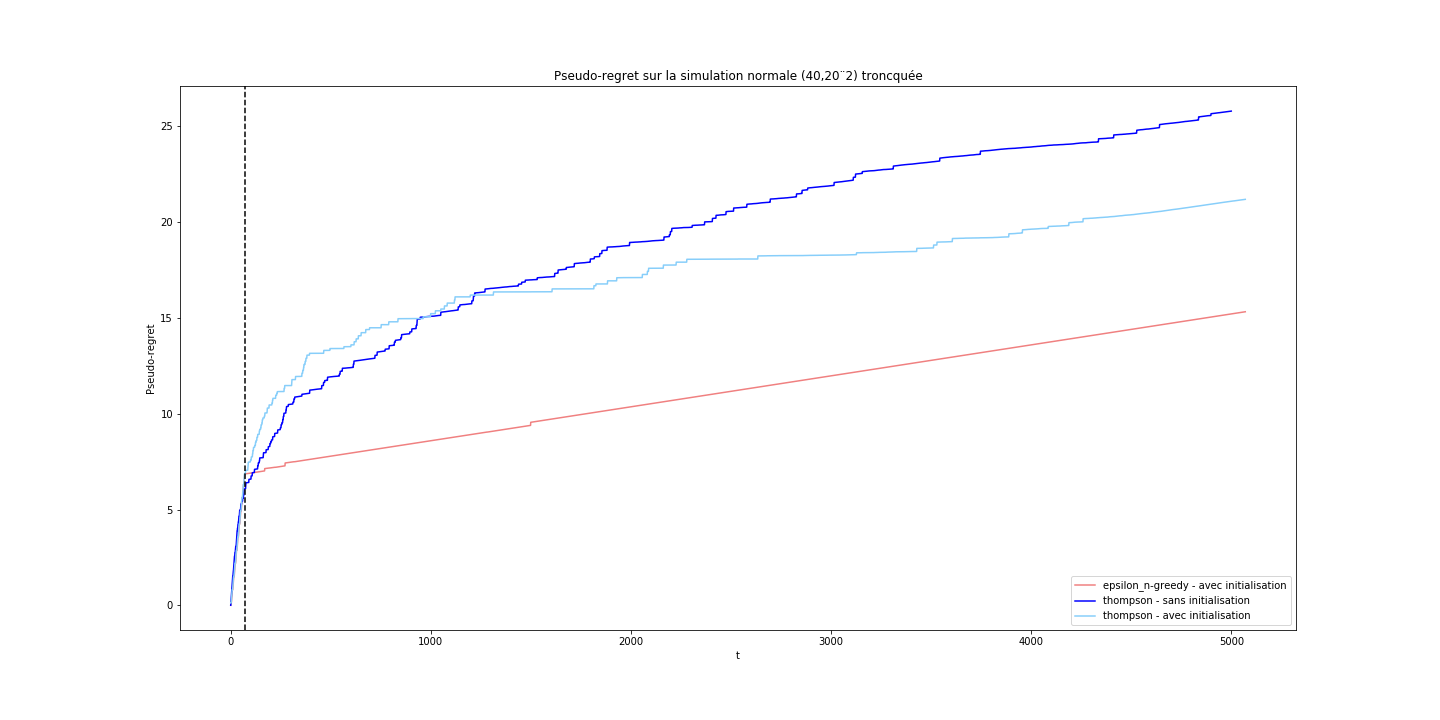 Pseudo-regret sur la simulation normale (40,20¨2) troncquée
25
20
15
10
5
0
Pseudo-regret
0 1000 2000 3000 4000 5000
t
epsilon_n-greedy - avec initialisation
thompson - sans initialisation
thompson - avec initialisation